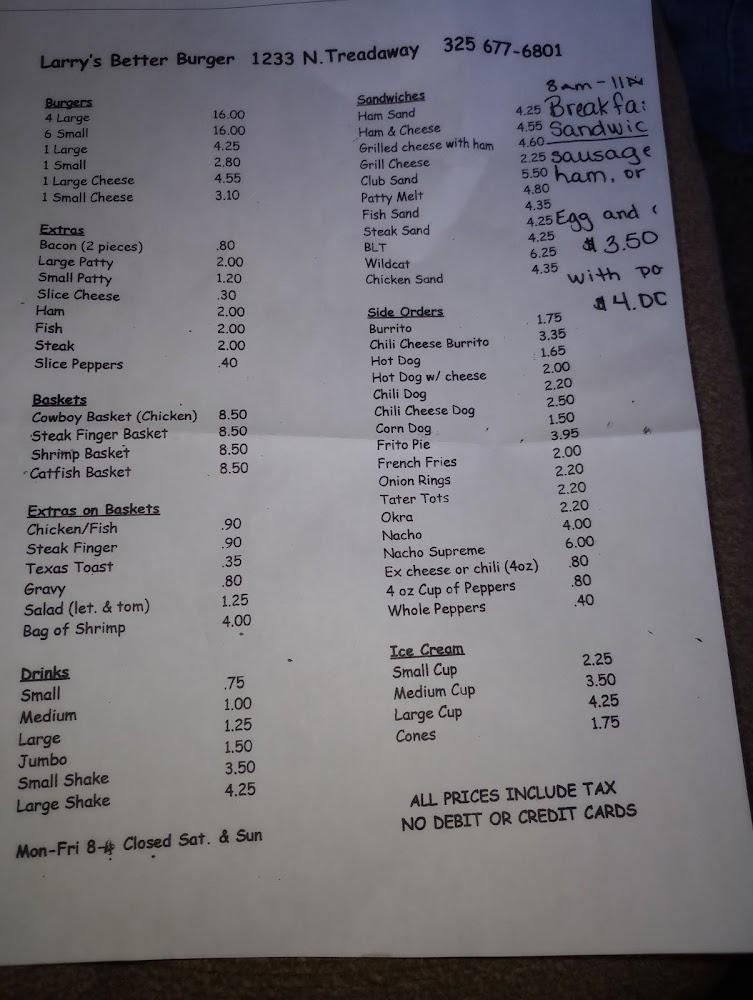 Larry's Better Burger 1233 N.Treadaway 325 677-6801
Burgers
4 Large 16.00
6 Small 16.00
1 Large 4.25
1 Small 2.80
1 Large Cheese 4.55
1 Small Cheese 3.10
Extras
Bacon (2 pieces) .80
Large Patty 2.00
Small Patty 1.20
Slice Cheese .30
Ham 2.00
Fish 2.00
Steak 2.00
Slice Peppers .40
Baskets
Cowboy Basket (Chicken) 8.50
Steak Finger Basket 8.50
Shrimp Basket 8.50
Catfish Basket 8.50
Extras on Baskets
Chicken/Fish .90
Steak Finger .90
Texas Toast .35
Gravy .80
Salad (let. & tom) 1.25
Bag of Shrimp 4.00
Drinks
Small .75
Medium 1.00
Large 1.25
Jumbo 1.50
Small Shake 3.50
Large Shake 4.25
Mon-Fri 8-4 Closed Sat. & Sun
Sandwiches
Ham Sand 4.25
Ham & Cheese 4.55
Grilled cheese with ham 4.60
Grill Cheese 2.25
Club Sand 5.50
Patty Melt 4.80
Fish Sand 4.35
Steak Sand 4.25
BLT 4.25
Wildcat 6.25
Chicken Sand 4.35
Side Orders
Burrito 1.75
Chili Cheese Burrito 3.35
Hot Dog 1.65
Hot Dog w/ cheese 2.00
Chili Dog 2.20
Chili Cheese Dog 2.50
Corn Dog 1.50
Frito Pie 3.95
French Fries 2.00
Onion Rings 2.20
Tater Tots 2.20
Okra 2.20
Nacho 4.00
Nacho Supreme 6.00
Ex cheese or chili (4oz) .80
4 oz Cup of Peppers .80
Whole Peppers .40
Ice Cream
Small Cup 2.25
Medium Cup 3.50
Large Cup 4.25
Cones 1.75
ALL PRICES INCLUDE TAX
NO DEBIT OR CREDIT CARDS
8am-11
Breakfa
Sandwic
sausage
ham, or
Egg and
$3.50
with po
$4.00